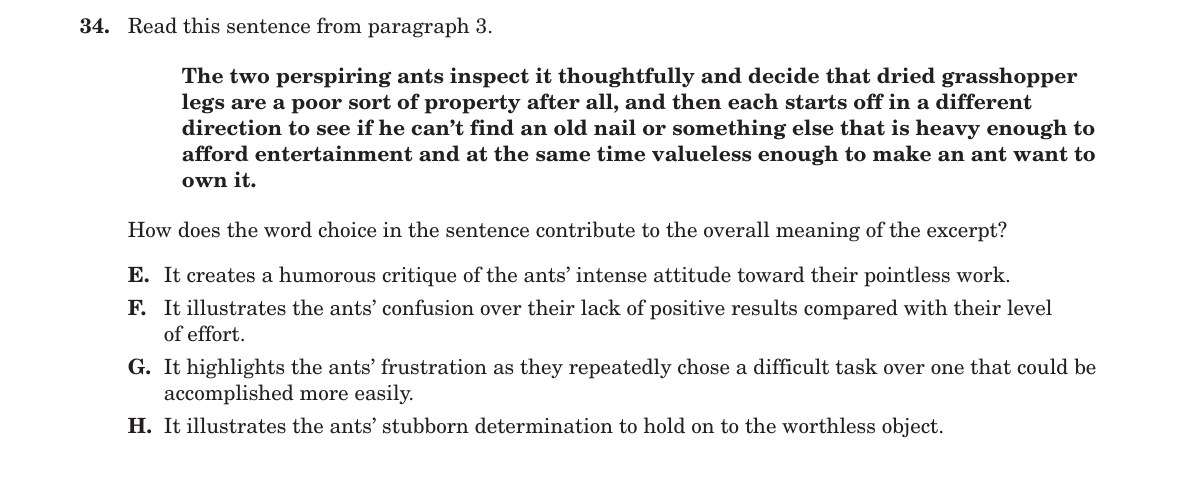 34. Read this sentence from paragraph 3.
The two perspiring ants inspect it thoughtfully and decide that dried grasshopper
legs are a poor sort of property after all, and then each starts off in a different
direction to see if he can’t find an old nail or something else that is heavy enough to
afford entertainment and at the same time valueless enough to make an ant want to
own it.
How does the word choice in the sentence contribute to the overall meaning of the excerpt?
E. It creates a humorous critique of the ants’ intense attitude toward their pointless work.
F. It illustrates the ants’ confusion over their lack of positive results compared with their level
of effort.
G. It highlights the ants’ frustration as they repeatedly chose a difficult task over one that could be
accomplished more easily.
H. It illustrates the ants’ stubborn determination to hold on to the worthless object.